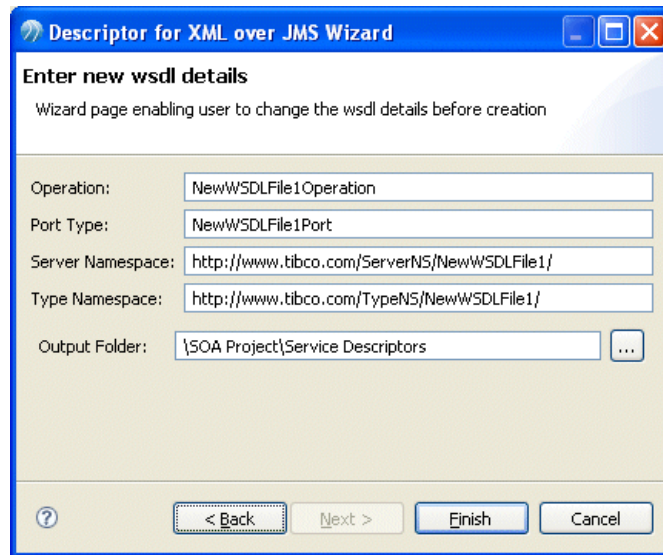 Descriptor for XML over JMS Wizard
Enter new wsdl details
Wizard page enabling user to change the wsdl details before creation
Operation: NewWSDLFile1Operation
Port Type: NewWSDLFile1Port
Server Namespace: http://www.tibco.com/ServerNS/NewWSDLFile1/
Type Namespace: http://www.tibco.com/TypeNS/NewWSDLFile1/
Output Folder: \SOA Project\Service Descriptors ...
? < Back Next > Finish Cancel